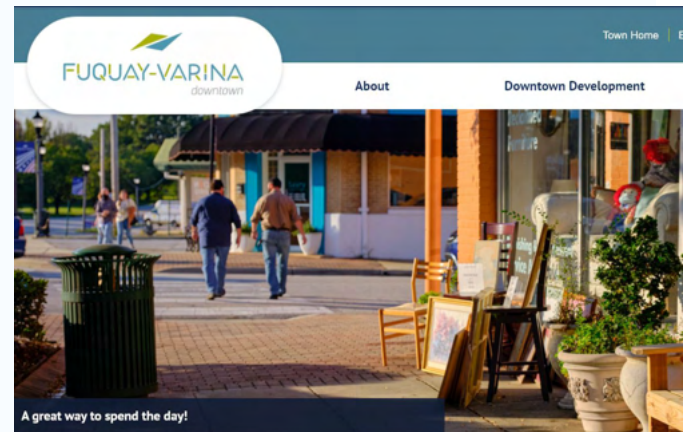 Town Home
FUQUAY-VARINA
downtown
About
Downtown Development
A great way to spend the day!